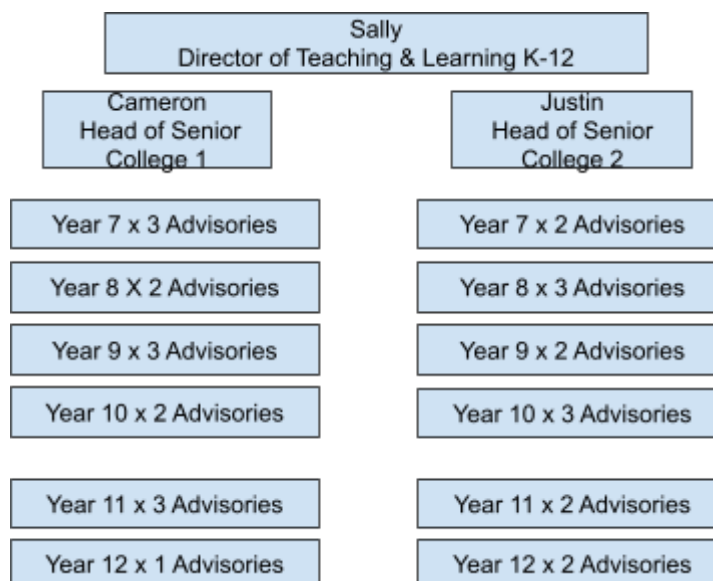 Sally
Director of Teaching & Learning K-12
Cameron
Head of Senior
College 1
Justin
Head of Senior
College 2
Year 7 x 3 Advisories
Year 7 x 2 Advisories
Year 8 X 2 Advisories
Year 8 x 3 Advisories
Year 9 x 3 Advisories
Year 9 x 2 Advisories
Year 10 x 2 Advisories
Year 10 x 3 Advisories
Year 11 x 3 Advisories
Year 11 x 2 Advisories
Year 12 x 1 Advisories
Year 12 x 2 Advisories